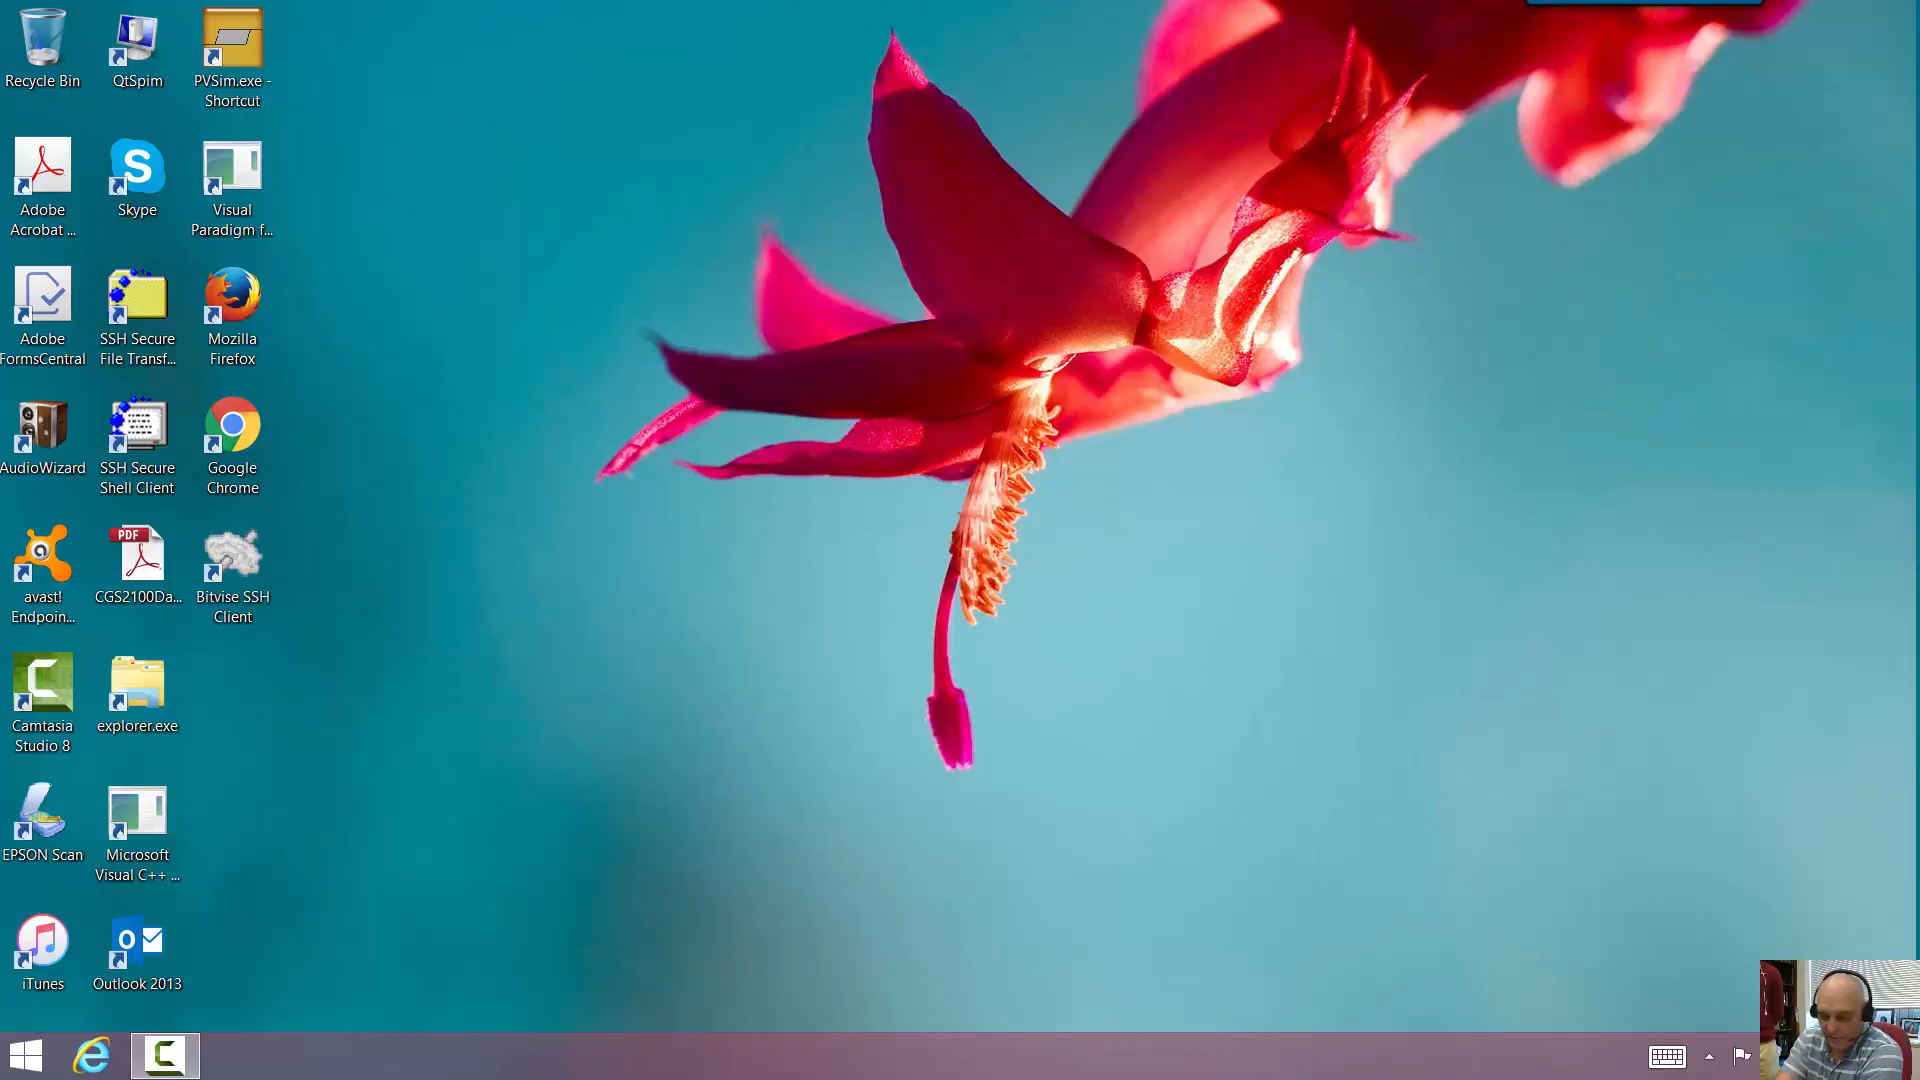 Recycle Bin
QtSpim
PVSim.exe -
Shortcut
Adobe
Acrobat ...
Skype
Visual
Paradigm f...
Adobe
FormsCentral
SSH Secure
File Transf...
Mozilla
Firefox
AudioWizard
SSH Secure
Shell Client
Google
Chrome
avast!
Endpoin...
PDF
CGS2100Da...
Bitvise SSH
Client
Camtasia
Studio 8
explorer.exe
EPSON Scan
Microsoft
Visual C++ ...
iTunes
Outlook 2013